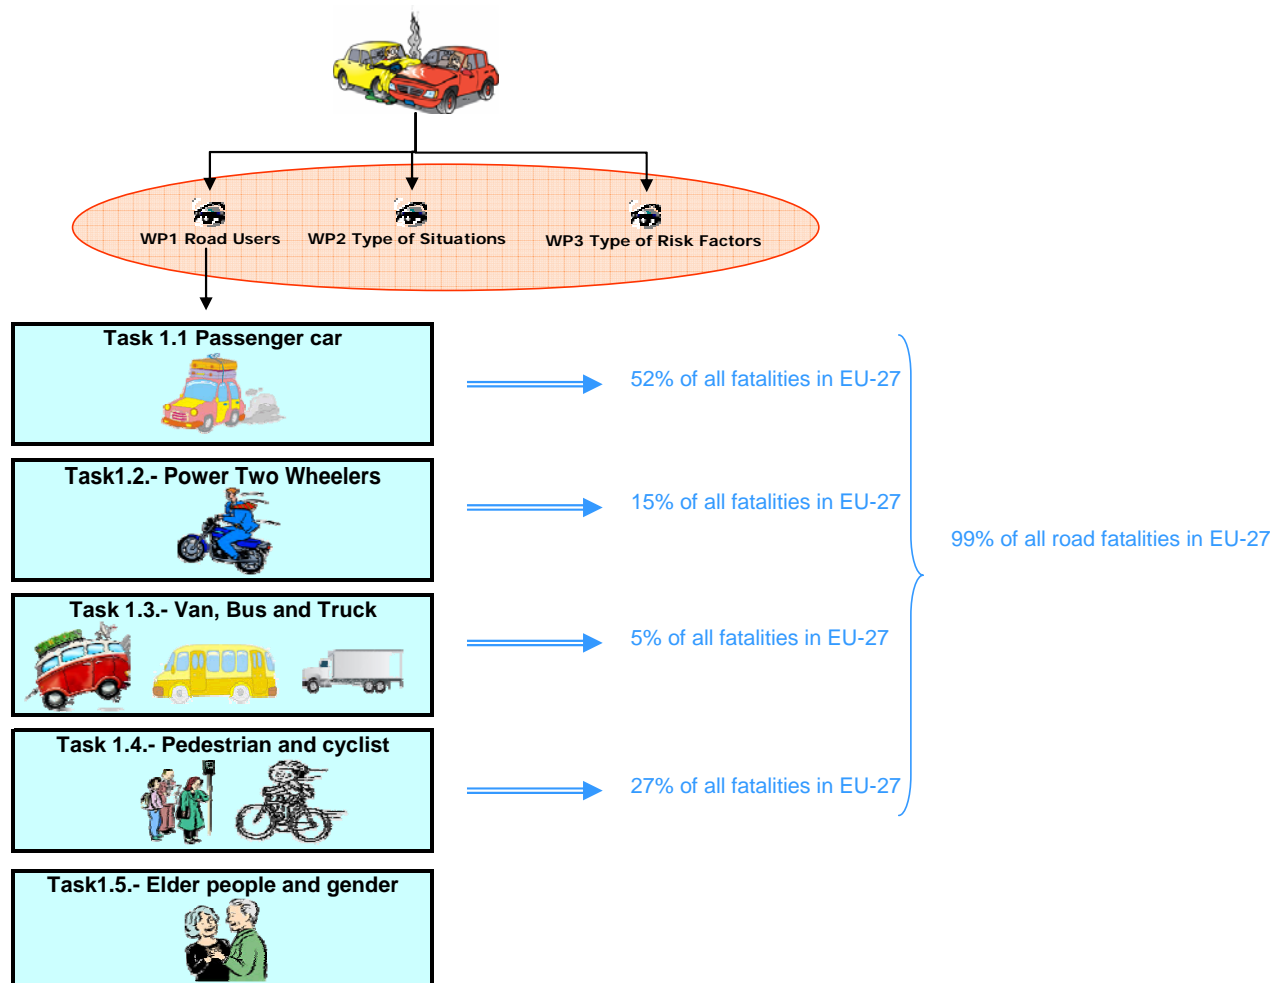 WP1 Road Users
WP2 Type of Situations
WP3 Type of Risk Factors
Task 1.1 Passenger car
52% of all fatalities in EU-27
Task1.2.- Power Two Wheelers
15% of all fatalities in EU-27
99% of all road fatalities in EU-27
Task 1.3.- Van, Bus and Truck
5% of all fatalities in EU-27
Task 1.4.- Pedestrian and cyclist
27% of all fatalities in EU-27
Task1.5.- Elder people and gender